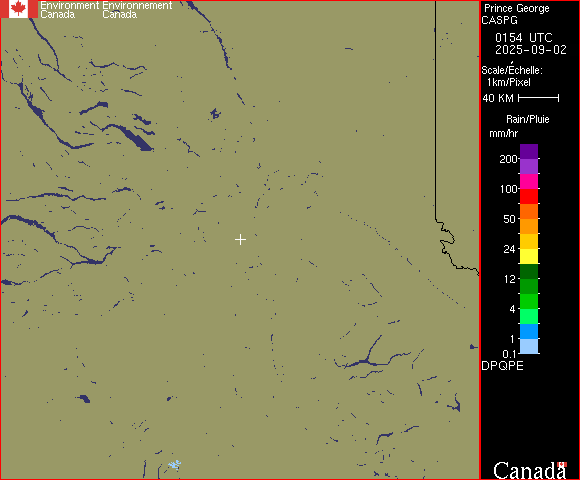 Environment Environnement
Canada Canada
Prince George
CASPG
0154 UTC
2025-09-02
Scale/Échelle:
1km/Pixel
40 KM
Rain/Pluie
mm/hr
200
100
50
24
12
4
1
0.1
DPQPE
Canada